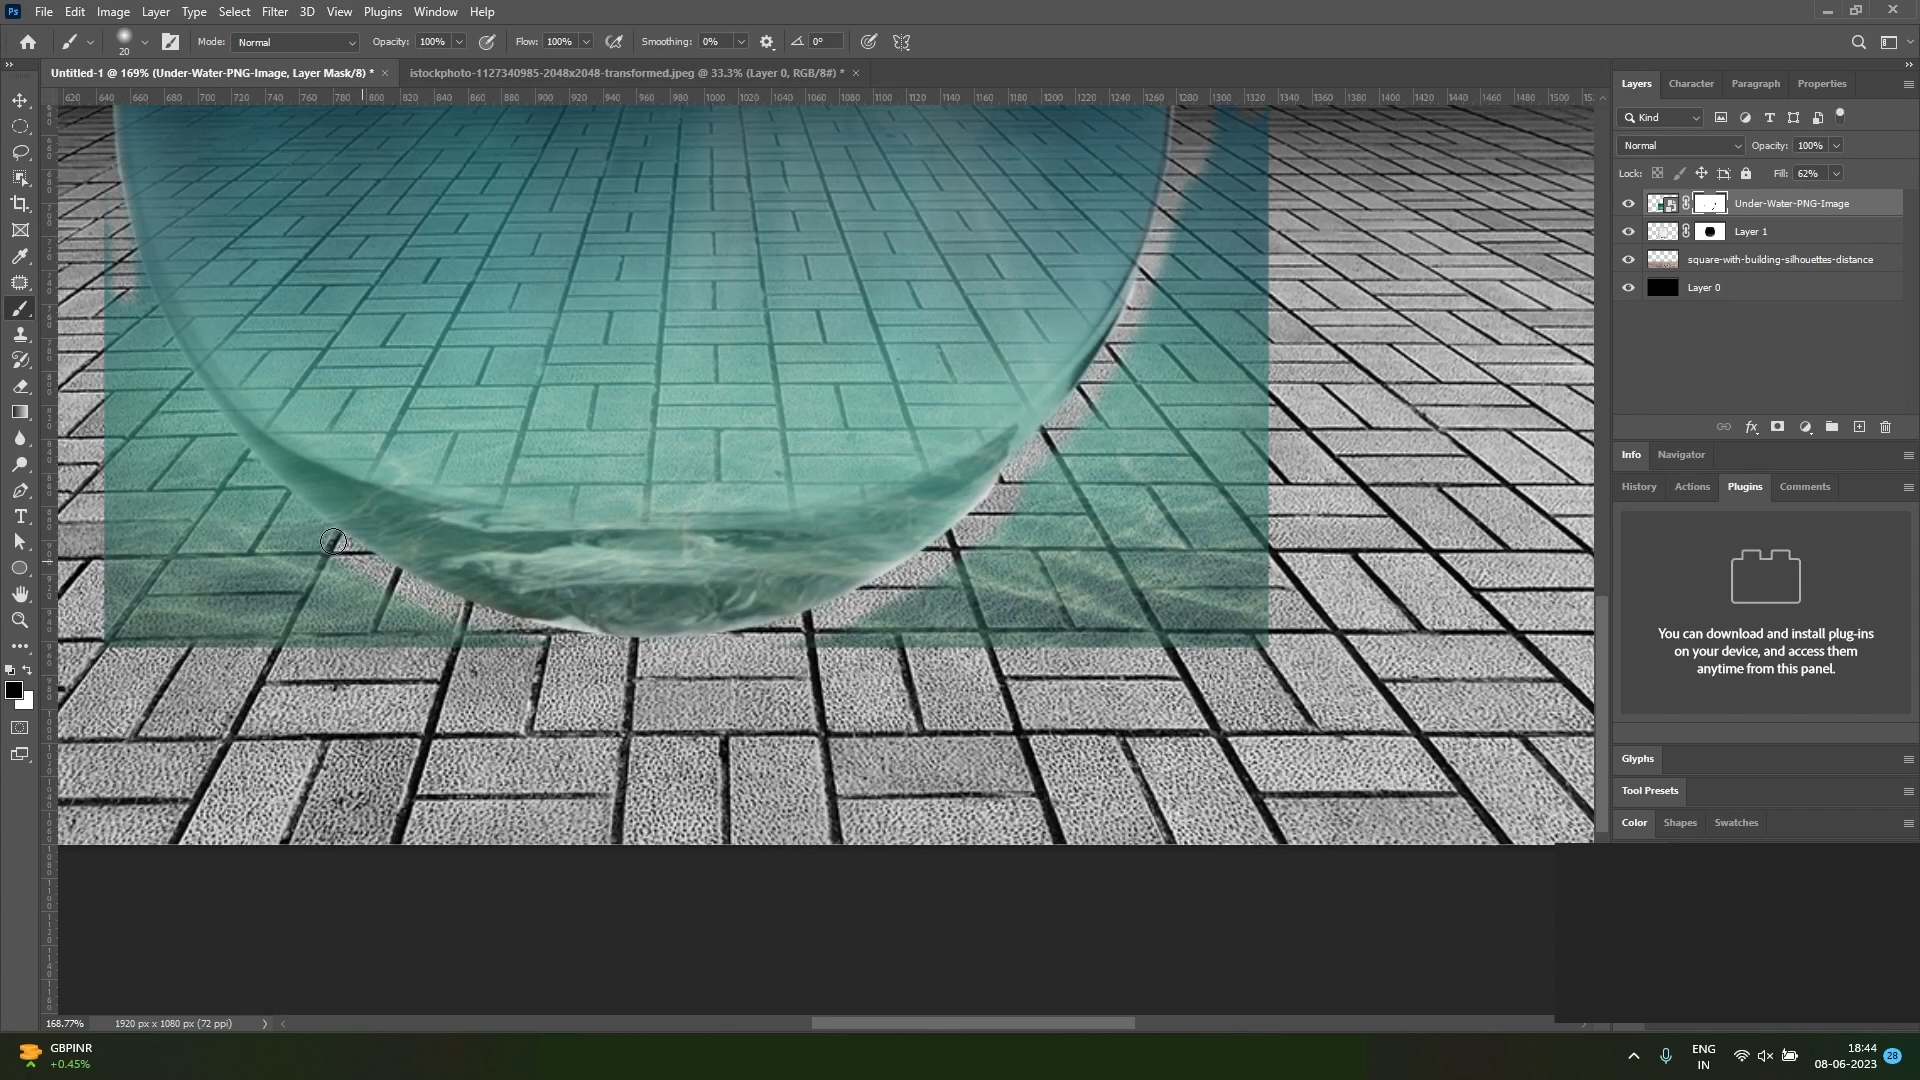 Ps File Edit Image Layer Type Select Filter 3D View Plugins Window Help
20 Mode: Normal Opacity: 100% Flow: 100% Smoothing: 0% 0°
Untitled-1 @ 169% (Under-Water-PNG-Image, Layer Mask/8) * × istockphoto-1127340985-2048x2048-transformed.jpeg @ 33.3% (Layer 0, RGB/8#) * ×
620 640 660 680 700 720 740 760 780 800 820 840 860 880 900 920 940 960 980 1000 1020 1040 1060 1080 1100 1120 1140 1160 1180 1200 1220 1240 1260 1280 1300 1320 1340 1360 1380 1400 1420 1440 1460 1480 1500
Layers Character Paragraph Properties
Kind
Normal Opacity: 100%
Lock: Fill: 62%
Under-Water-PNG-Image
Layer 1
square-with-building-silhouettes-distance
Layer 0
fx
Info Navigator
History Actions Plugins Comments
You can download and install plug-ins
on your device, and access them
anytime from this panel.
Glyphs
Tool Presets
Color Shapes Swatches
168.77% 1920 px x 1080 px (72 ppi)
GBPINR
+0.45%
ENG
IN
18:44
08-06-2023
28